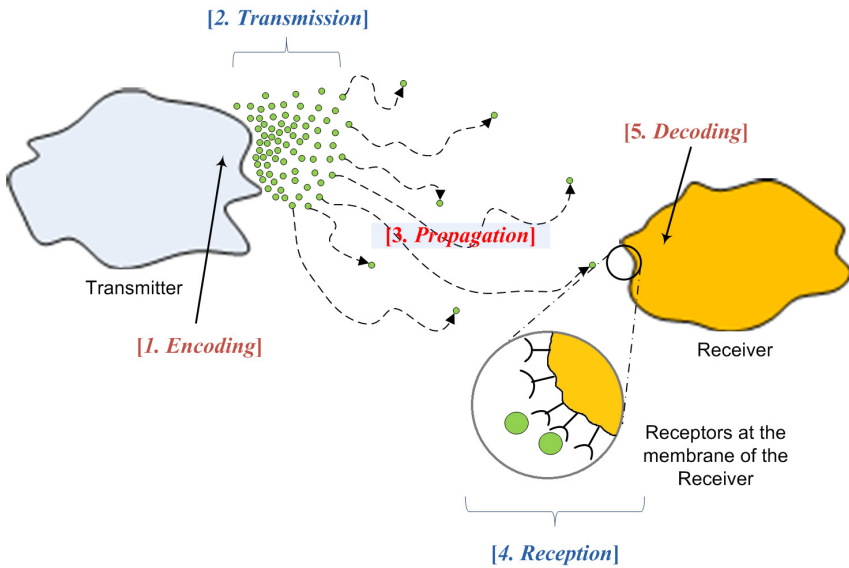 [2. Transmission]
[5. Decoding]
[3. Propagation]
Transmitter
[1. Encoding]
Receiver
Receptors at the
membrane of the
Receiver
[4. Reception]